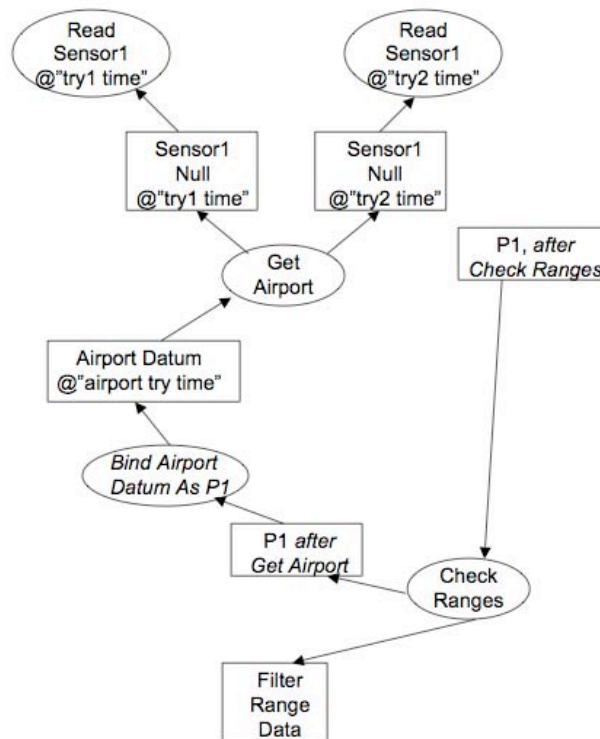 Read
Sensor1
@"try1 time"
Read
Sensor1
@"try2 time"
Sensor1
Null
@"try1 time"
Sensor1
Null
@"try2 time"
Get
Airport
P1, after
Check Ranges
Airport Datum
@"airport try time"
Bind Airport
Datum As P1
P1 after
Get Airport
Check
Ranges
Filter
Range
Data